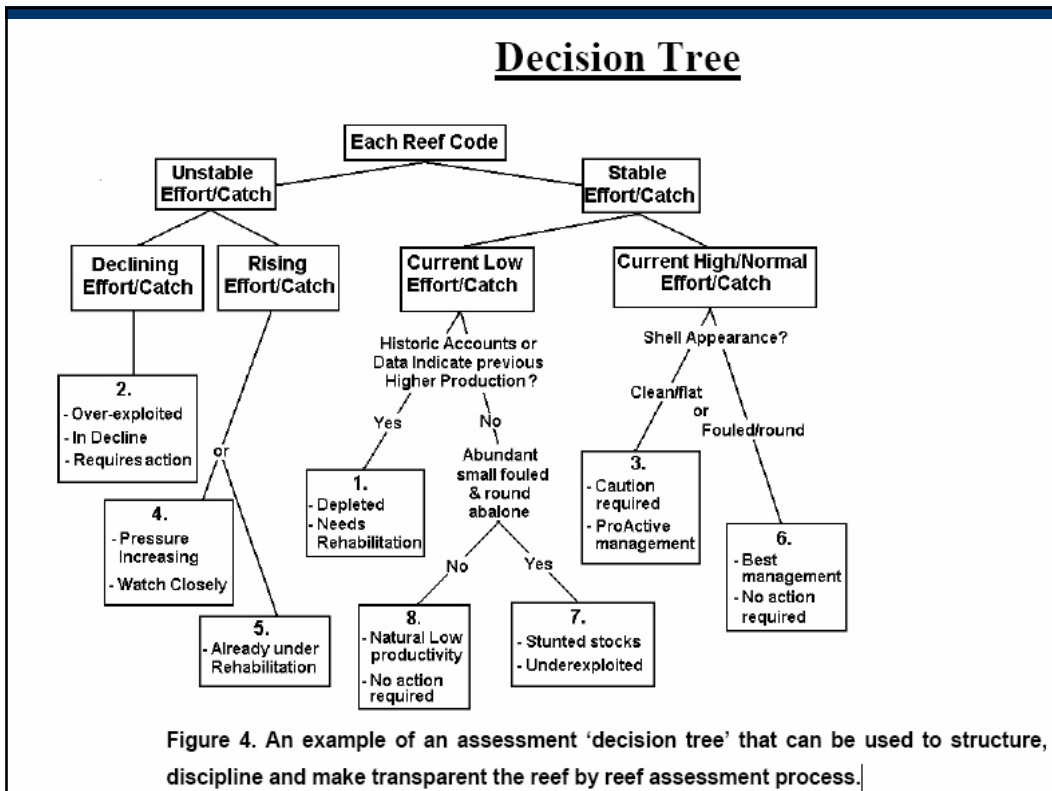 Decision Tree
Each Reef Code
Unstable
Effort/Catch
Stable
Effort/Catch
Declining
Effort/Catch
Rising
Effort/Catch
Current Low
Effort/Catch
Current High/Normal
Effort/Catch
Historic Accounts or
Data Indicate previous
Higher Production ?
Shell Appearance?
Yes
No
Clean/flat
or
Fouled/round
2.
- Over-exploited
- In Decline
- Requires action
or
Abundant
small fouled
& round
abalone
1.
- Depleted
- Needs
Rehabilitation
3.
- Caution
required
- ProActive
management
4.
- Pressure
Increasing
- Watch Closely
No
Yes
6.
- Best
management
- No action
required
5.
- Already under
Rehabilitation
8.
- Natural Low
productivity
- No action
required
7.
- Stunted stocks
- Underexploited
Figure 4. An example of an assessment ‘decision tree’ that can be used to structure,
discipline and make transparent the reef by reef assessment process.